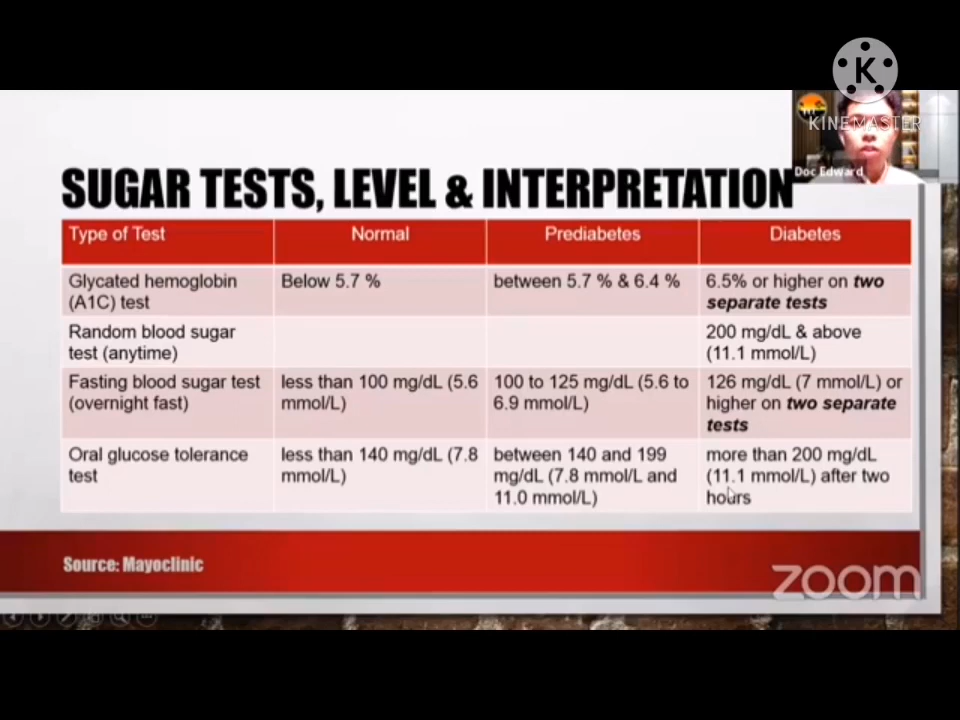 K
KINEMASTER
Doc Edward
SUGAR TESTS, LEVEL & INTERPRETATION
Type of Test
Normal
Prediabetes
Diabetes
Glycated hemoglobin
(A1C) test
Below 5.7 %
between 5.7 % & 6.4 %
6.5% or higher on two
separate tests
Random blood sugar
test (anytime)
200 mg/dL & above
(11.1 mmol/L)
Fasting blood sugar test
(overnight fast)
less than 100 mg/dL (5.6
mmol/L)
100 to 125 mg/dL (5.6 to
6.9 mmol/L)
126 mg/dL (7 mmol/L) or
higher on two separate
tests
Oral glucose tolerance
test
less than 140 mg/dL (7.8
mmol/L)
between 140 and 199
mg/dL (7.8 mmol/L and
11.0 mmol/L)
more than 200 mg/dL
(11.1 mmol/L) after two
hours
Source: Mayoclinic
zoom